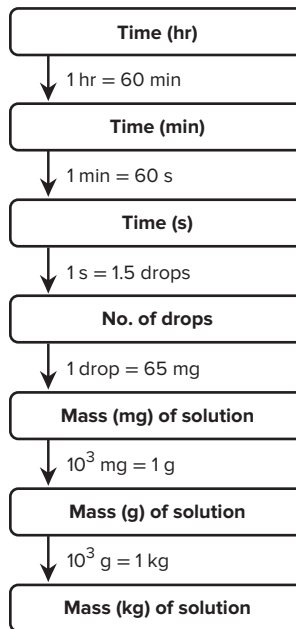 Time (hr)
1 hr = 60 min
Time (min)
1 min = 60 s
Time (s)
1 s = 1.5 drops
No. of drops
1 drop = 65 mg
Mass (mg) of solution
10³ mg = 1 g
Mass (g) of solution
10³ g = 1 kg
Mass (kg) of solution